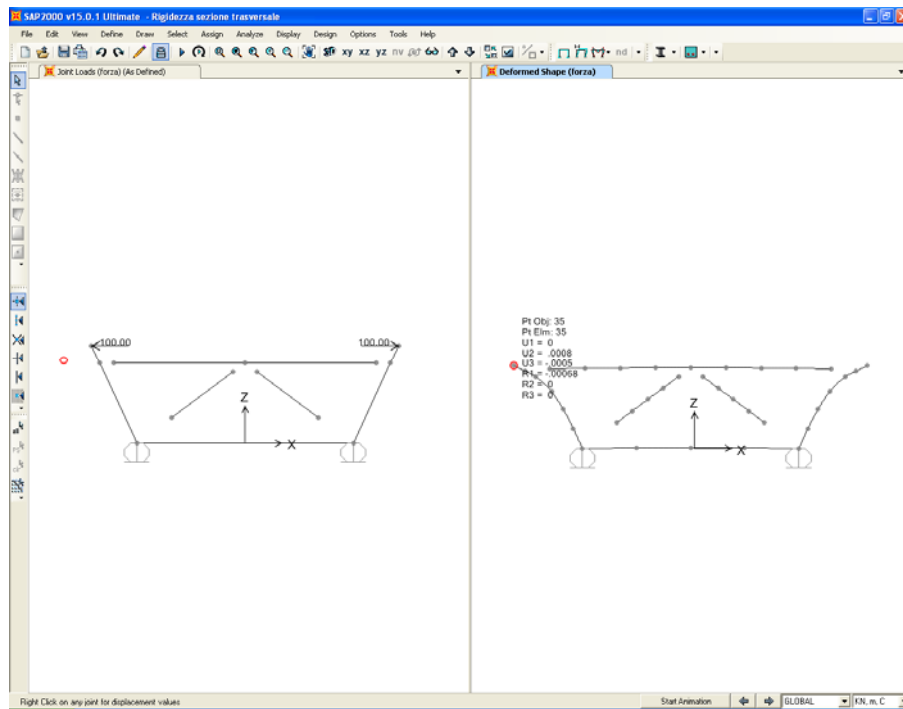 SAP2000 v15.0.1 Ultimate - Rigidezza sezione trasversale
File Edit View Define Draw Select Assign Analyze Display Design Options Tools Help
xy xz yz nv nd
Joint Loads (forza) (As Defined)
Deformed Shape (forza)
100.00 100.00
Z
X
Pt Obj: 35
Pt Elm: 35
U1 = 0
U2 = .0008
U3 = -.0005
R1 = -.00068
R2 = 0
R3 = 0
Z
X
Right Click on any joint for displacement values
Start Animation GLOBAL KN, m, C